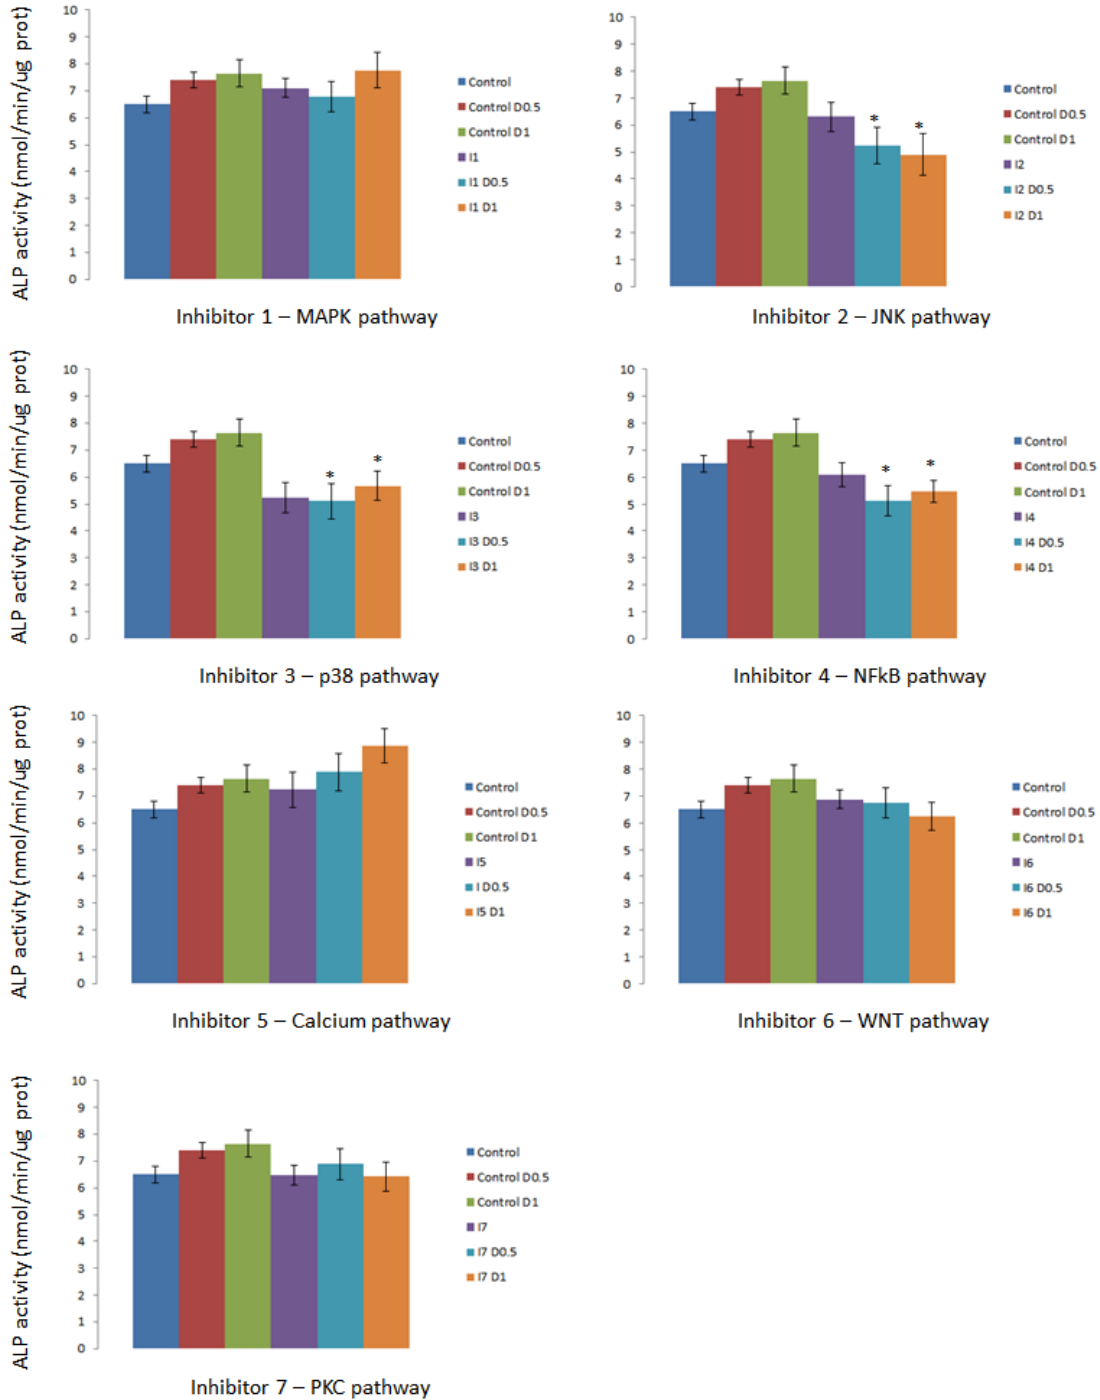 ALP activity (nmol/min/ug prot)
10
9
8
7
6
5
4
3
2
1
0
Control
Control D0.5
Control D1
I1
I1 D0.5
I1 D1
Inhibitor 1 – MAPK pathway
10
9
8
7
6
5
4
3
2
1
0
* *
Control
Control D0.5
Control D1
I2
I2 D0.5
I2 D1
Inhibitor 2 – JNK pathway
ALP activity (nmol/min/ug prot)
10
9
8
7
6
5
4
3
2
1
0
* *
Control
Control D0.5
Control D1
I3
I3 D0.5
I3 D1
Inhibitor 3 – p38 pathway
10
9
8
7
6
5
4
3
2
1
0
* *
Control
Control D0.5
Control D1
I4
I4 D0.5
I4 D1
Inhibitor 4 – NFkB pathway
ALP activity (nmol/min/ug prot)
10
9
8
7
6
5
4
3
2
1
0
Control
Control D0.5
Control D1
I5
I D0.5
I5 D1
Inhibitor 5 – Calcium pathway
10
9
8
7
6
5
4
3
2
1
0
Control
Control D0.5
Control D1
I6
I6 D0.5
I6 D1
Inhibitor 6 – WNT pathway
ALP activity (nmol/min/ug prot)
10
9
8
7
6
5
4
3
2
1
0
Control
Control D0.5
Control D1
I7
I7 D0.5
I7 D1
Inhibitor 7 – PKC pathway